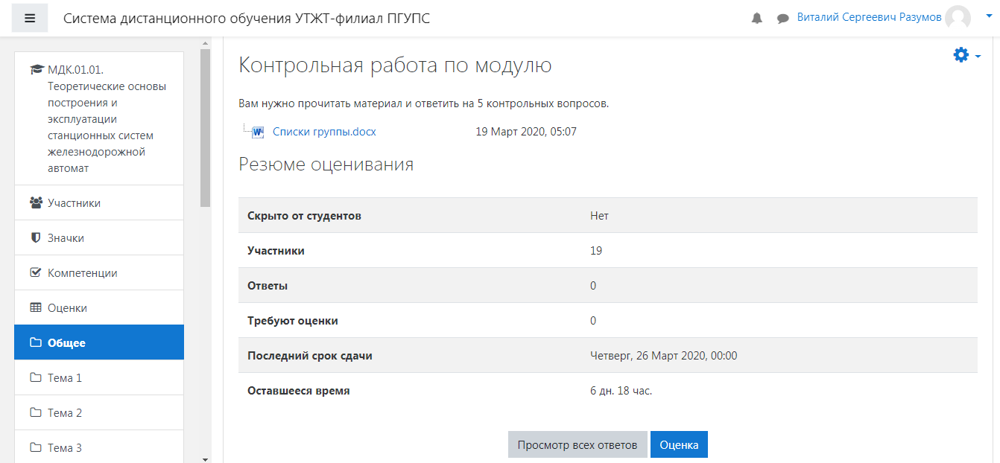 Система дистанционного обучения УТЖТ-филиал ПГУПС
Виталий Сергеевич Разумов
МДК.01.01.
Теоретические основы
построения и
эксплуатации
станционных систем
железнодорожной
автомат
Участники
Значки
Компетенции
Оценки
Общее
Тема 1
Тема 2
Тема 3
Контрольная работа по модулю
Вам нужно прочитать материал и ответить на 5 контрольных вопросов.
Списки группы.docx 19 Март 2020, 05:07
Резюме оценивания
Скрыто от студентов Нет
Участники 19
Ответы 0
Требуют оценки 0
Последний срок сдачи Четверг, 26 Март 2020, 00:00
Оставшееся время 6 дн. 18 час.
Просмотр всех ответов Оценка